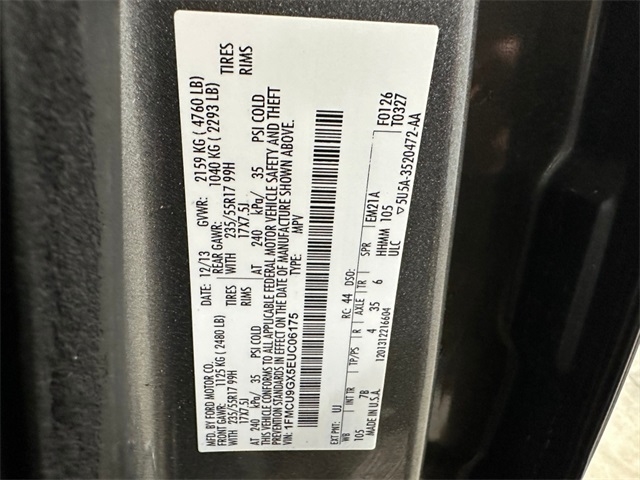 MFD. BY FORD MOTOR CO. DATE: 12/13 GVWR: 2159 KG ( 4760 LB)
FRONT GAWR: 1125 KG ( 2480 LB) REAR GAWR: 1040 KG ( 2293 LB)
WITH 235/55R17 99H TIRES WITH 235/55R17 99H TIRES
17X7.5J RIMS 17X7.5J RIMS
AT 240 kPa/ 35 PSI COLD AT 240 kPa/ 35 PSI COLD
THIS VEHICLE CONFORMS TO ALL APPLICABLE FEDERAL MOTOR VEHICLE SAFETY AND THEFT
PREVENTION STANDARDS IN EFFECT ON THE DATE OF MANUFACTURE SHOWN ABOVE.
VIN: 1FMCU9GX5EUC06175 TYPE: MPV
F0126
T0327
EXT PNT: UJ RC: 44 DSO:
WB INT TR TP/PS R AXLE TR SPR EM21A
105 7B 4 35 6 HHMM 105
MADE IN U.S.A. 1201312216604 ULC
▽5U5A-3520472-AA